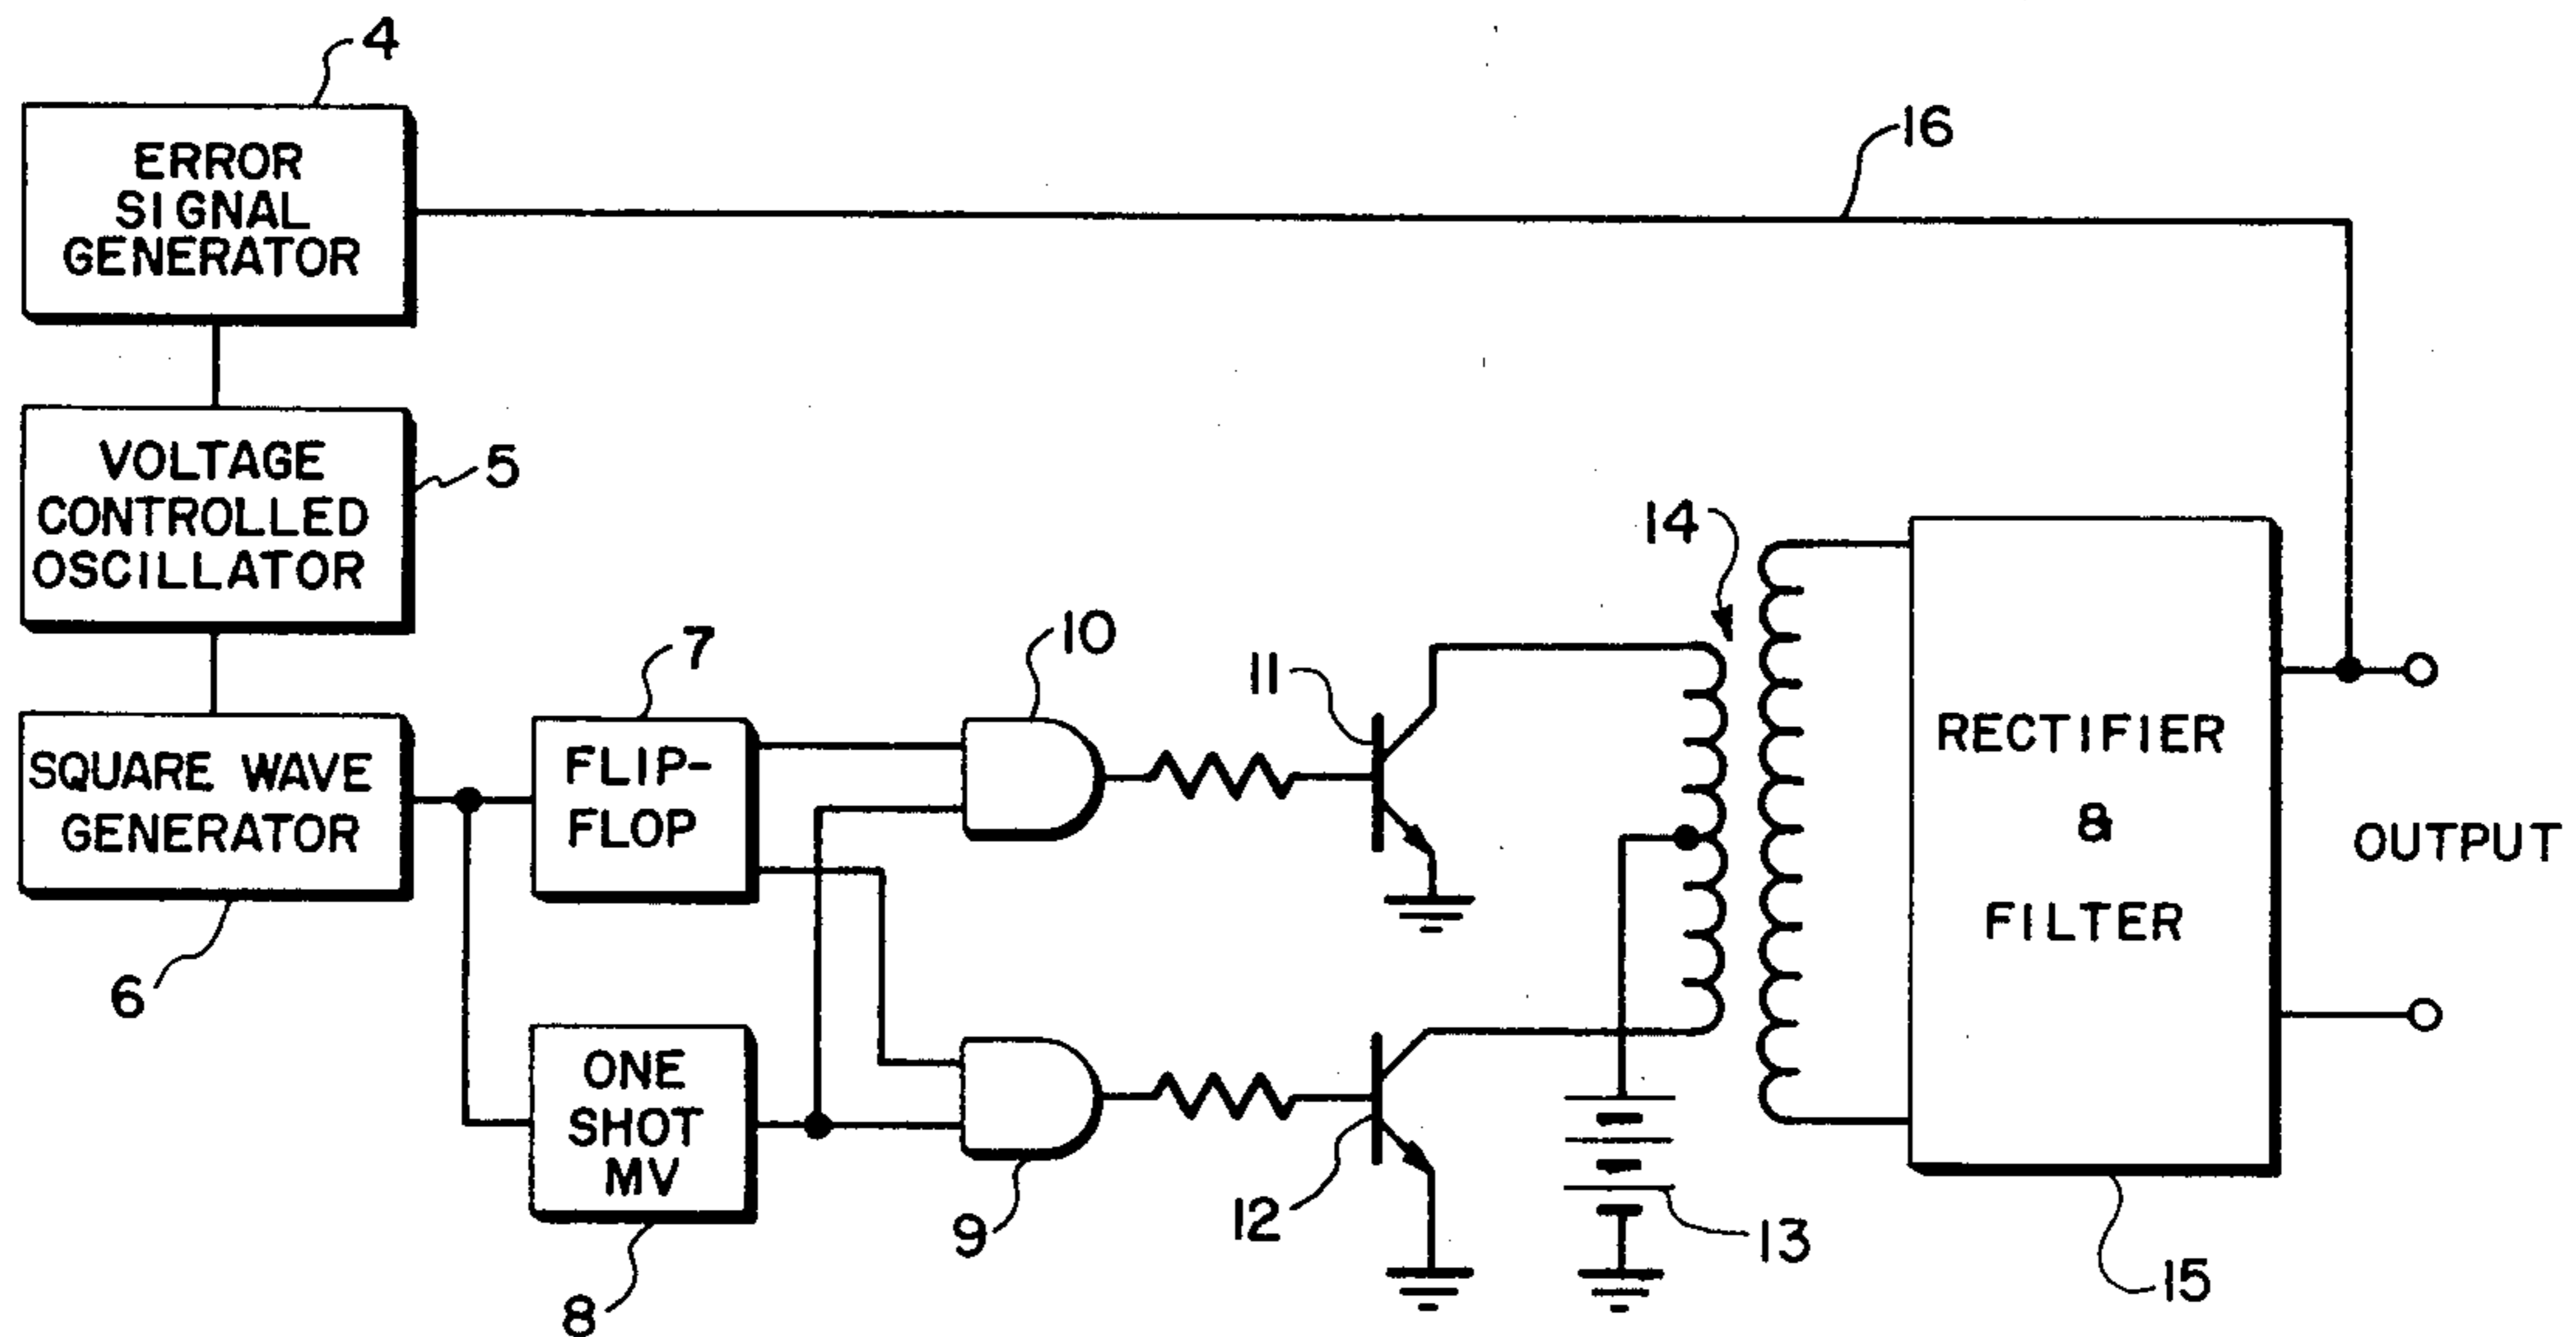 4
ERROR
SIGNAL
GENERATOR
16
VOLTAGE
CONTROLLED
OSCILLATOR
5
SQUARE WAVE
GENERATOR
6
7
FLIP-
FLOP
ONE
SHOT
MV
8
10
9
11
12
13
14
RECTIFIER
&
FILTER
15
OUTPUT